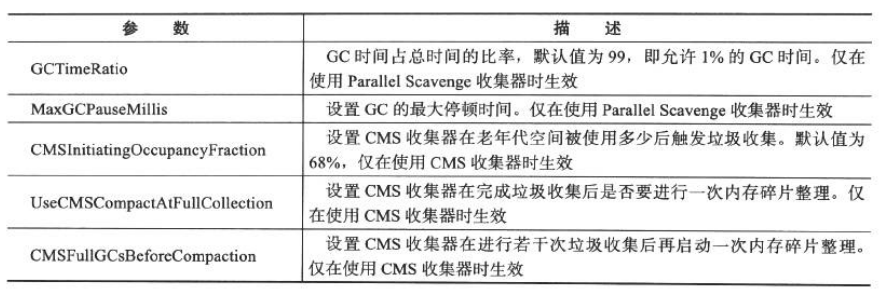 参 数 描 述
GCTimeRatio
GC 时间占总时间的比率，默认值为 99，即允许 1% 的 GC 时间。仅在
使用 Parallel Scavenge 收集器时生效
MaxGCPauseMillis
设置 GC 的最大停顿时间。仅在使用 Parallel Scavenge 收集器时生效
CMSInitiatingOccupancyFraction
设置 CMS 收集器在老年代空间被使用多少后触发垃圾收集。默认值为
68%，仅在使用 CMS 收集器时生效
UseCMSCompactAtFullCollection
设置 CMS 收集器在完成垃圾收集后是否要进行一次内存碎片整理。仅
在使用 CMS 收集器时生效
CMSFullGCsBeforeCompaction
设置 CMS 收集器在进行若干次垃圾收集后再启动一次内存碎片整理。
仅在使用 CMS 收集器时生效